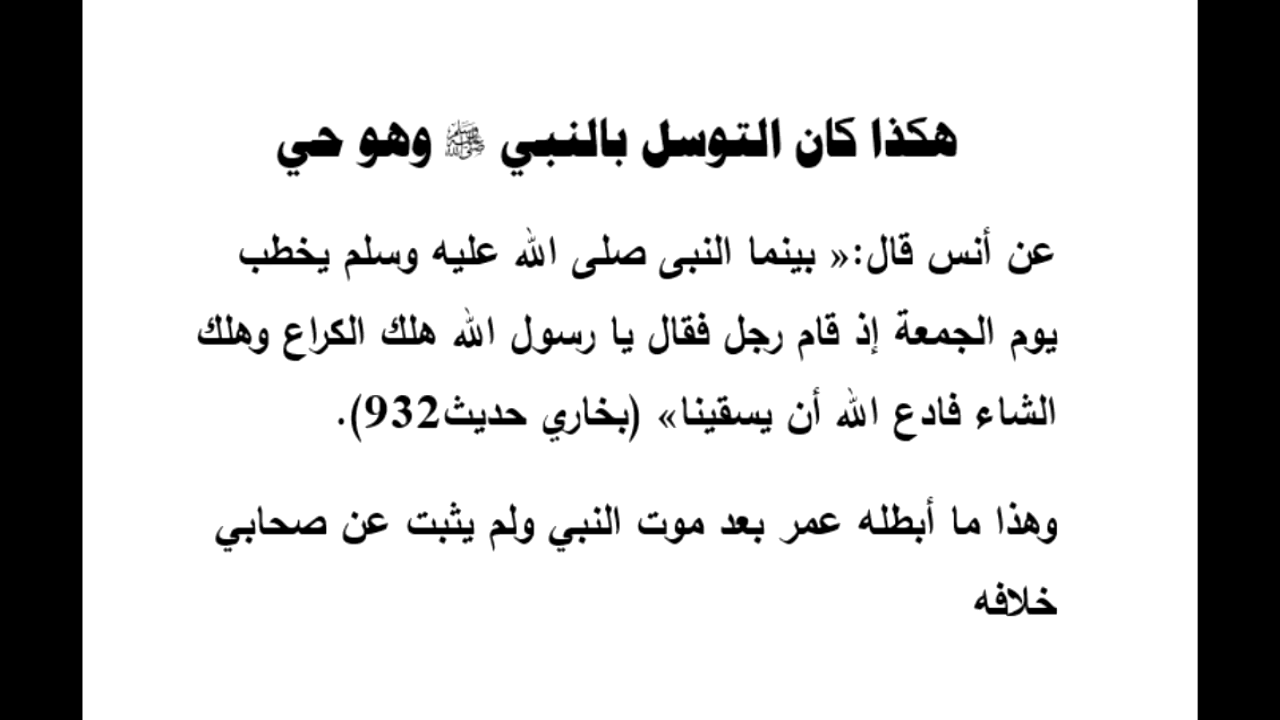 هكذا كان التوسل بالنبي ﷺ وهو حي
عن أنس قال:« بينما النبى صلى الله عليه وسلم يخطب
يوم الجمعة إذ قام رجل فقال يا رسول الله هلك الكراع وهلك
الشاء فادع الله أن يسقينا» (بخاري حديث932).
وهذا ما أبطله عمر بعد موت النبي ولم يثبت عن صحابي
خلافه